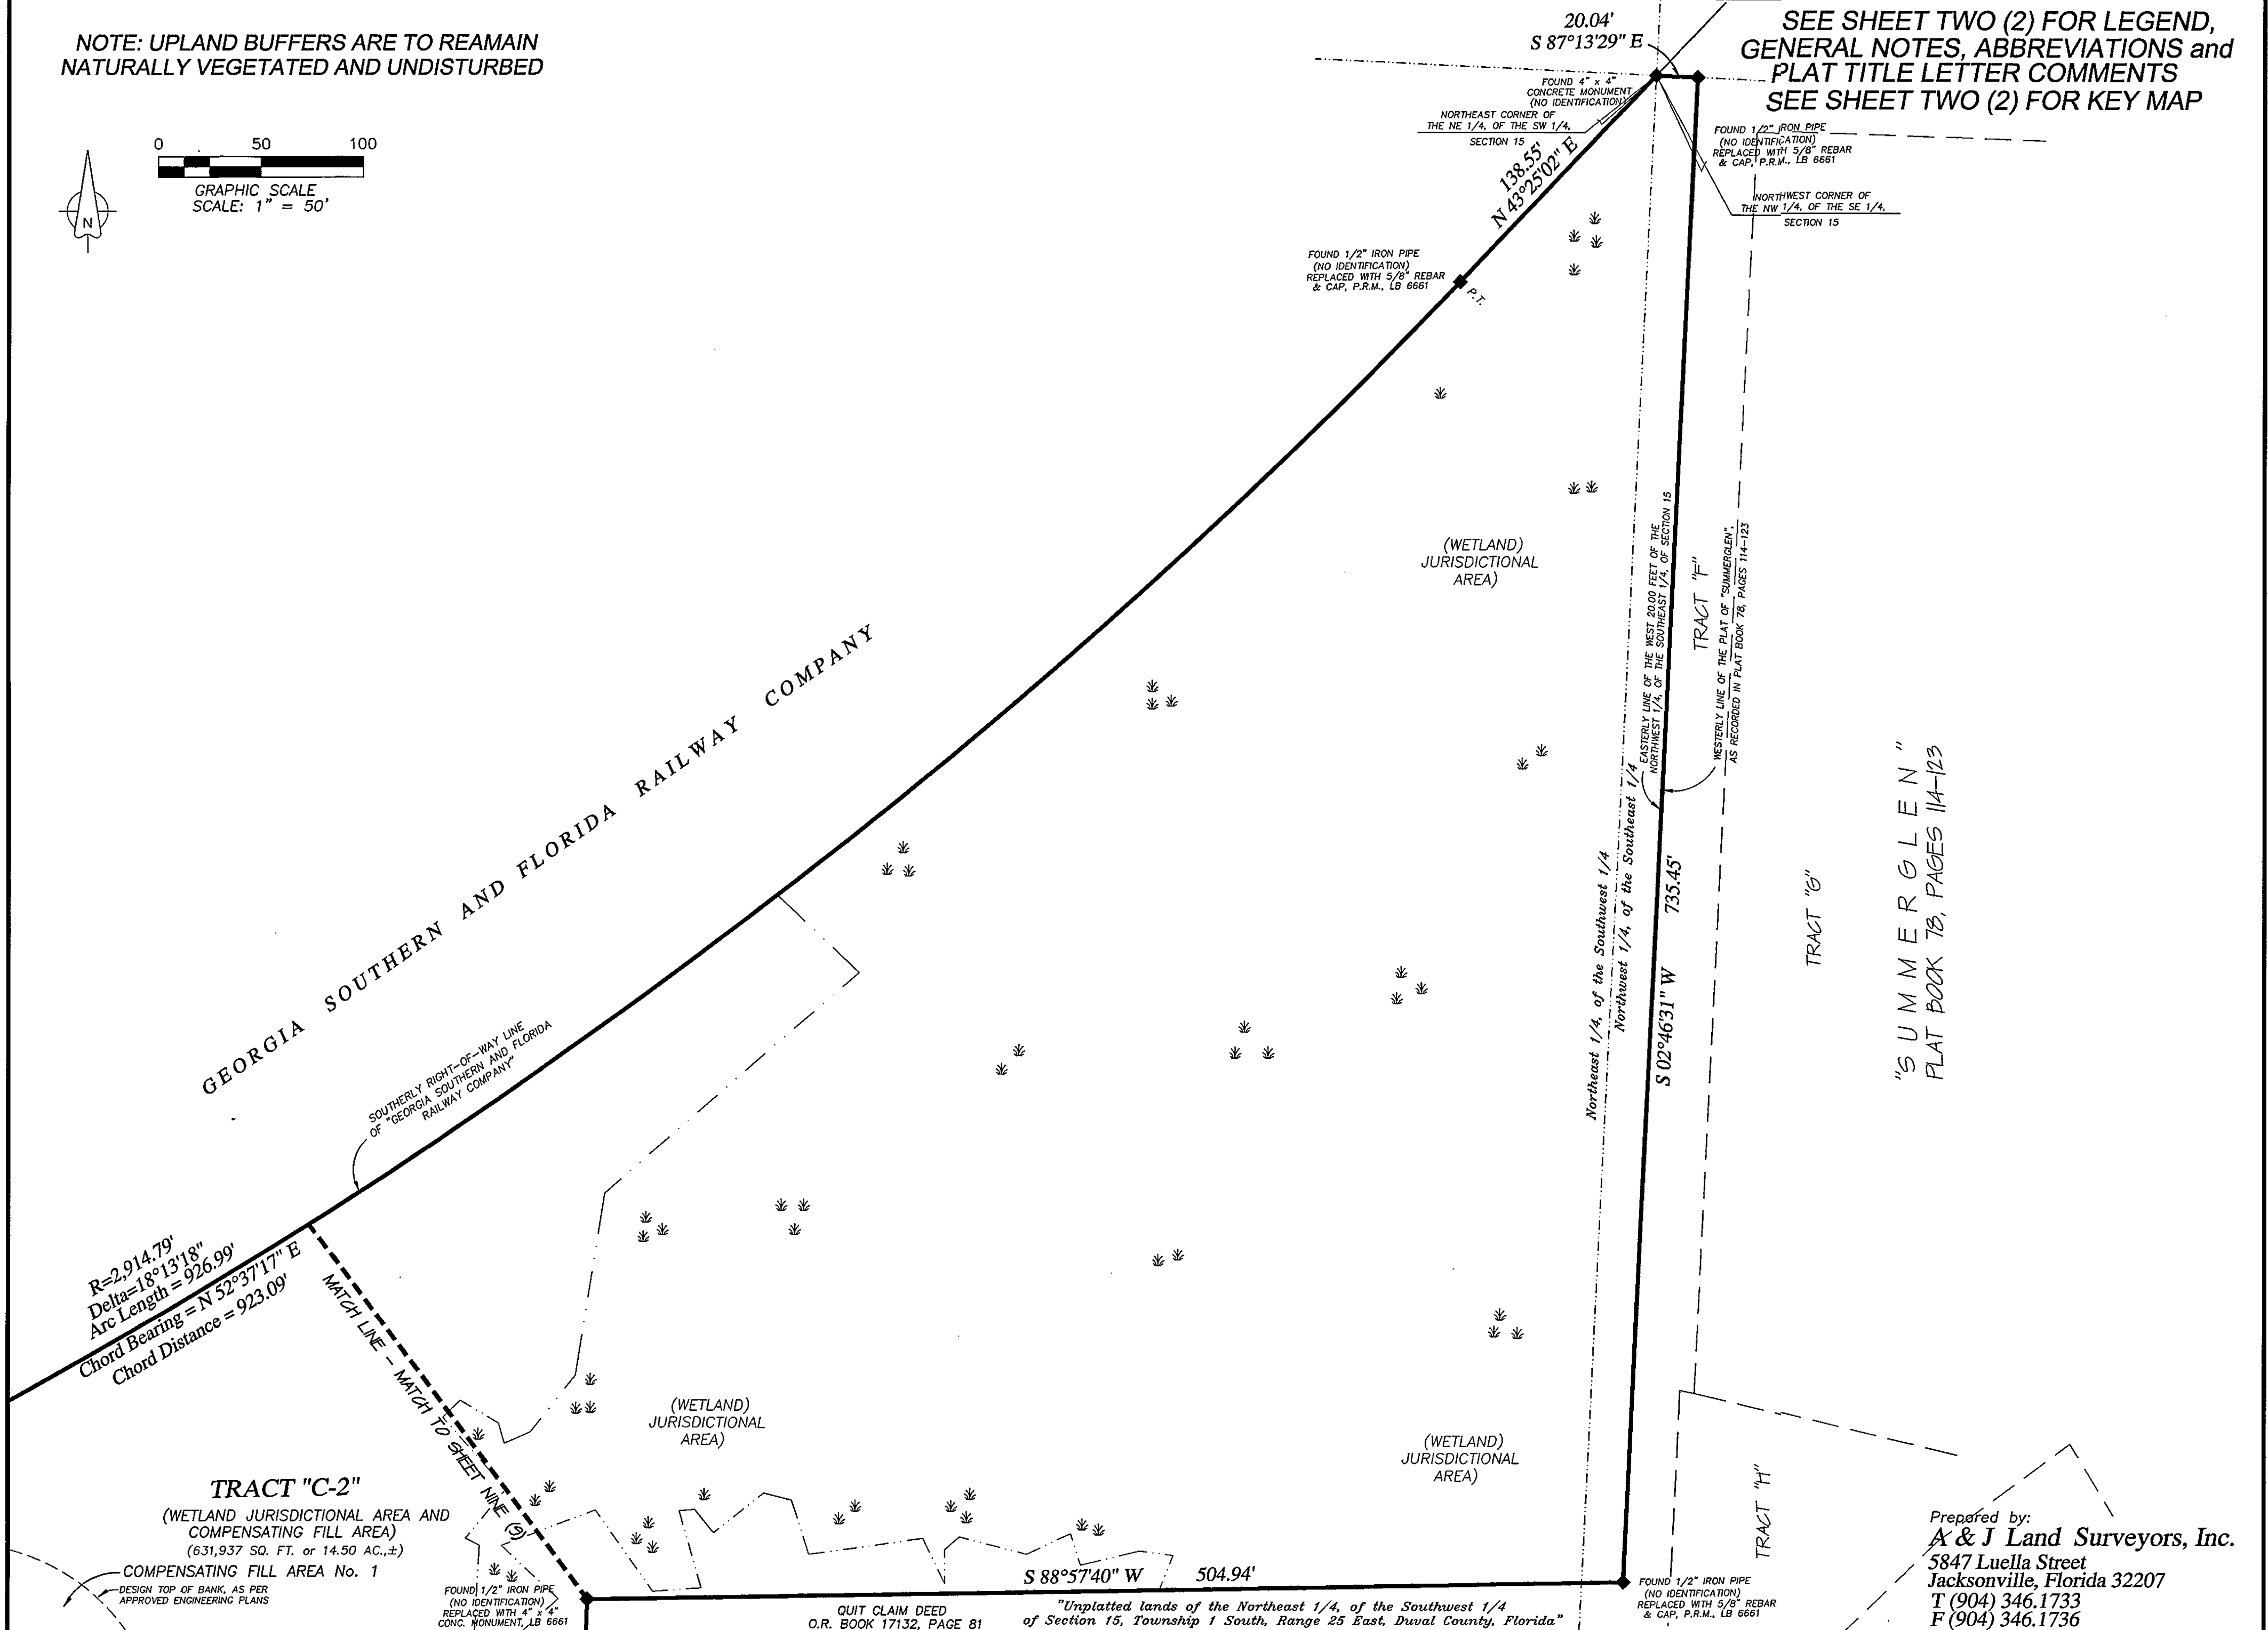 NOTE: UPLAND BUFFERS ARE TO REAMAIN
NATURALLY VEGETATED AND UNDISTURBED
0 50 100
GRAPHIC SCALE
SCALE: 1" = 50'
N
20.04'
S 87°13'29" E
SEE SHEET TWO (2) FOR LEGEND,
GENERAL NOTES, ABBREVIATIONS and
PLAT TITLE LETTER COMMENTS
SEE SHEET TWO (2) FOR KEY MAP
FOUND 4" x 4"
CONCRETE MONUMENT
(NO IDENTIFICATION)
NORTHEAST CORNER OF
THE NE 1/4, OF THE SW 1/4,
SECTION 15
FOUND 1/2" IRON PIPE
(NO IDENTIFICATION)
REPLACED WITH 5/8" REBAR
& CAP, P.R.M., LB 6661
NORTHWEST CORNER OF
THE NW 1/4, OF THE SE 1/4,
SECTION 15
138.55'
N 43°25'02" E
FOUND 1/2" IRON PIPE
(NO IDENTIFICATION)
REPLACED WITH 5/8" REBAR
& CAP, P.R.M., LB 6661
P.T.
(WETLAND)
JURISDICTIONAL
AREA)
EASTERLY LINE OF THE WEST 20.00 FEET OF THE
NORTHWEST 1/4, OF THE SOUTHEAST 1/4, OF SECTION 15
TRACT "F"
WESTERLY LINE OF THE PLAT OF "SUMMERGLEN",
AS RECORDED IN PLAT BOOK 78, PAGES 114-123
GEORGIA SOUTHERN AND FLORIDA RAILWAY COMPANY
SOUTHERLY RIGHT-OF-WAY LINE
OF "GEORGIA SOUTHERN AND FLORIDA
RAILWAY COMPANY"
Northeast 1/4, of the Southwest 1/4
Northwest 1/4, of the Southeast 1/4
S 02°46'31" W 735.45'
TRACT "G"
"SUMMERGLEN"
PLAT BOOK 78, PAGES 114-123
R=2,914.79'
Delta=18°13'18"
Arc Length = 926.99'
Chord Bearing = N 52°37'17" E
Chord Distance = 923.09'
MATCH LINE - MATCH TO SHEET NINE (9)
(WETLAND)
JURISDICTIONAL
AREA)
(WETLAND)
JURISDICTIONAL
AREA)
TRACT "C-2"
(WETLAND JURISDICTIONAL AREA AND
COMPENSATING FILL AREA)
(631,937 SQ. FT. or 14.50 AC.,±)
COMPENSATING FILL AREA No. 1
DESIGN TOP OF BANK, AS PER
APPROVED ENGINEERING PLANS
FOUND 1/2" IRON PIPE
(NO IDENTIFICATION)
REPLACED WITH 4" x 4"
CONC. MONUMENT, LB 6661
S 88°57'40" W 504.94'
QUIT CLAIM DEED
O.R. BOOK 17132, PAGE 81
"Unplatted lands of the Northeast 1/4, of the Southwest 1/4
of Section 15, Township 1 South, Range 25 East, Duval County, Florida"
FOUND 1/2" IRON PIPE
(NO IDENTIFICATION)
REPLACED WITH 5/8" REBAR
& CAP, P.R.M., LB 6661
TRACT "H"
Prepared by:
A & J Land Surveyors, Inc.
5847 Luella Street
Jacksonville, Florida 32207
T (904) 346.1733
F (904) 346.1736